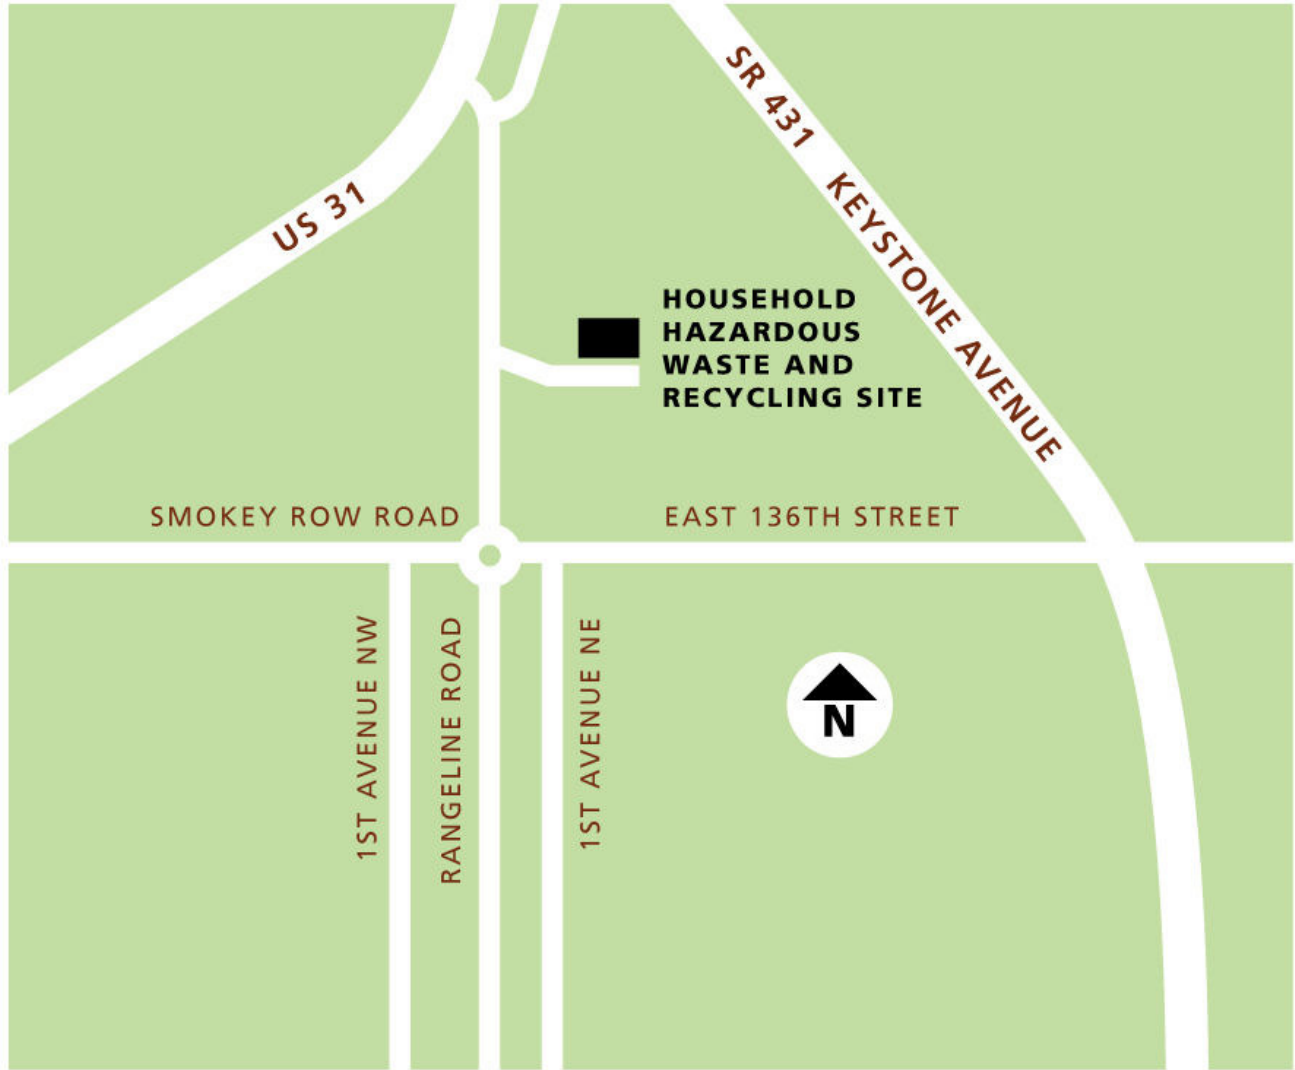 SR 431 KEYSTONE AVENUE
US 31
HOUSEHOLD
HAZARDOUS
WASTE AND
RECYCLING SITE
SMOKEY ROW ROAD
EAST 136TH STREET
1ST AVENUE NW
RANGELINE ROAD
1ST AVENUE NE
N